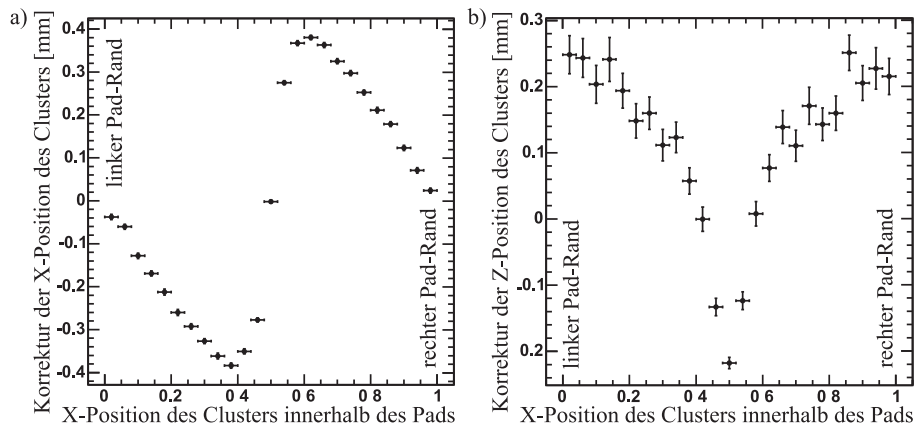 a)
Korrektur der X-Position des Clusters [mm]
0.4
0.3
0.2
0.1
0
-0.1
-0.2
-0.3
-0.4
linker Pad-Rand
rechter Pad-Rand
0 0.2 0.4 0.6 0.8 1
X-Position des Clusters innerhalb des Pads
b)
Korrektur der Z-Position des Clusters [mm]
0.3
0.2
0.1
0
-0.1
0.2
linker Pad-Rand
rechter Pad-Rand
0 0.2 0 4 0 6 0.8 1
X-Position des Clusters innerhalb des Pads